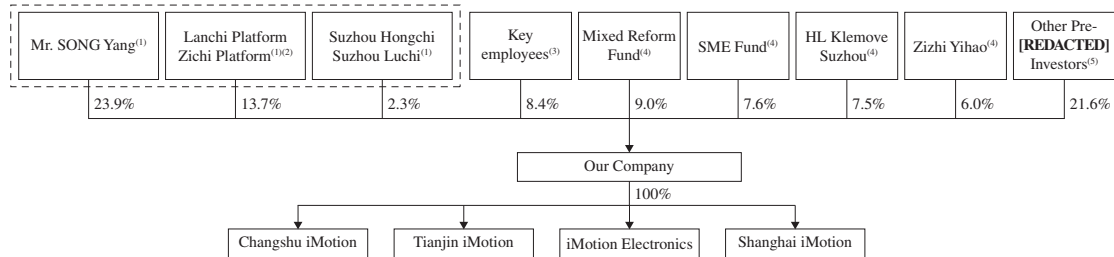 Mr. SONG Yang(1)
Lanchi Platform
Zichi Platform(1)(2)
Suzhou Hongchi
Suzhou Luchi(1)
Key
employees(3)
Mixed Reform
Fund(4)
SME Fund(4)
HL Klemove
Suzhou(4)
Zizhi Yihao(4)
Other Pre-
[REDACTED]
Investors(5)
23.9%
13.7%
2.3%
8.4%
9.0%
7.6%
7.5%
6.0%
21.6%
Our Company
100%
Changshu iMotion
Tianjin iMotion
iMotion Electronics
Shanghai iMotion